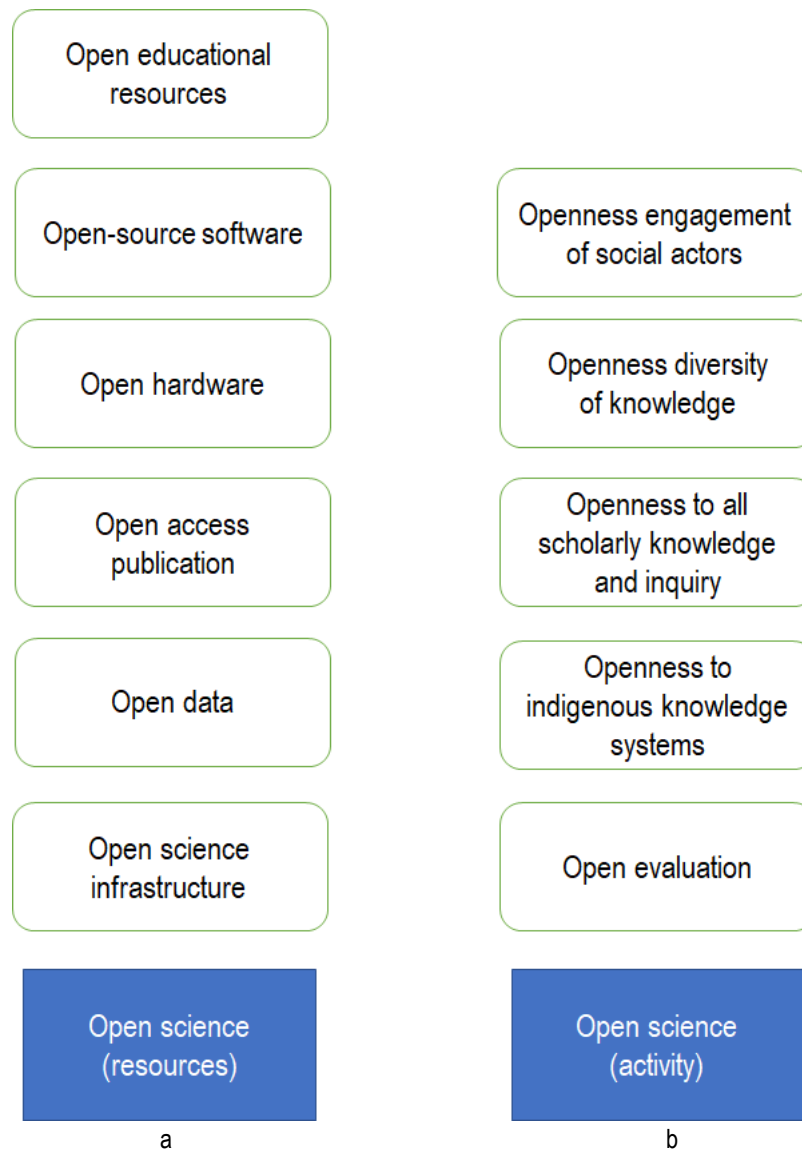 Open educational
resources
Open-source software
Open hardware
Open access
publication
Open data
Open science
infrastructure
Open science
(resources)
a
Openness engagement
of social actors
Openness diversity
of knowledge
Openness to all
scholarly knowledge
and inquiry
Openness to
indigenous knowledge
systems
Open evaluation
Open science
(activity)
b